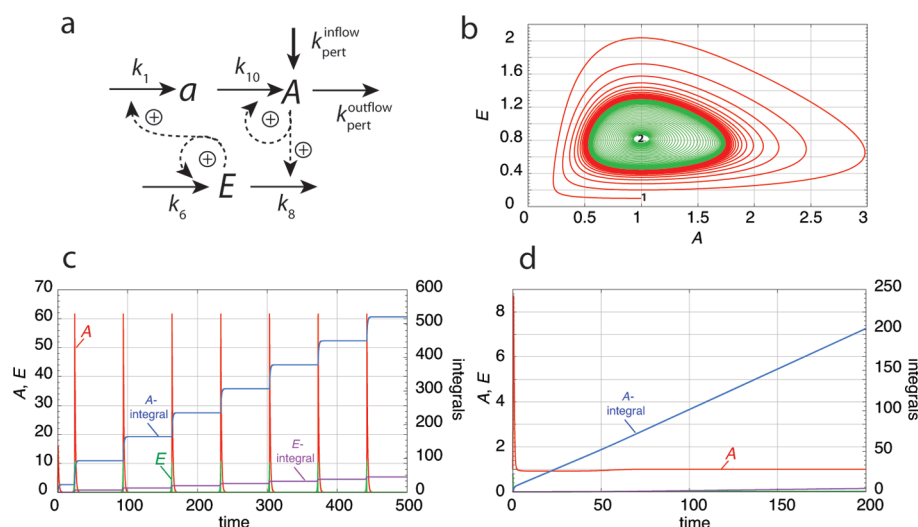 a
k1
a
k10
A
k inflow pert
k outflow pert
+
+
+
+
k6
E
k8
b
2
1.6
1.2
0.8
0.4
0
E
2
1
0 0.5 1 1.5 2 2.5 3
A
c
70
60
50
40
30
20
10
0
A, E
A
A-
integral
E
E-
integral
600
500
400
300
200
100
0
integrals
0 100 200 300 400 500
time
d
8
6
4
2
0
A, E
A-
integral
A
250
200
150
100
50
0
integrals
0 50 100 150 200
time